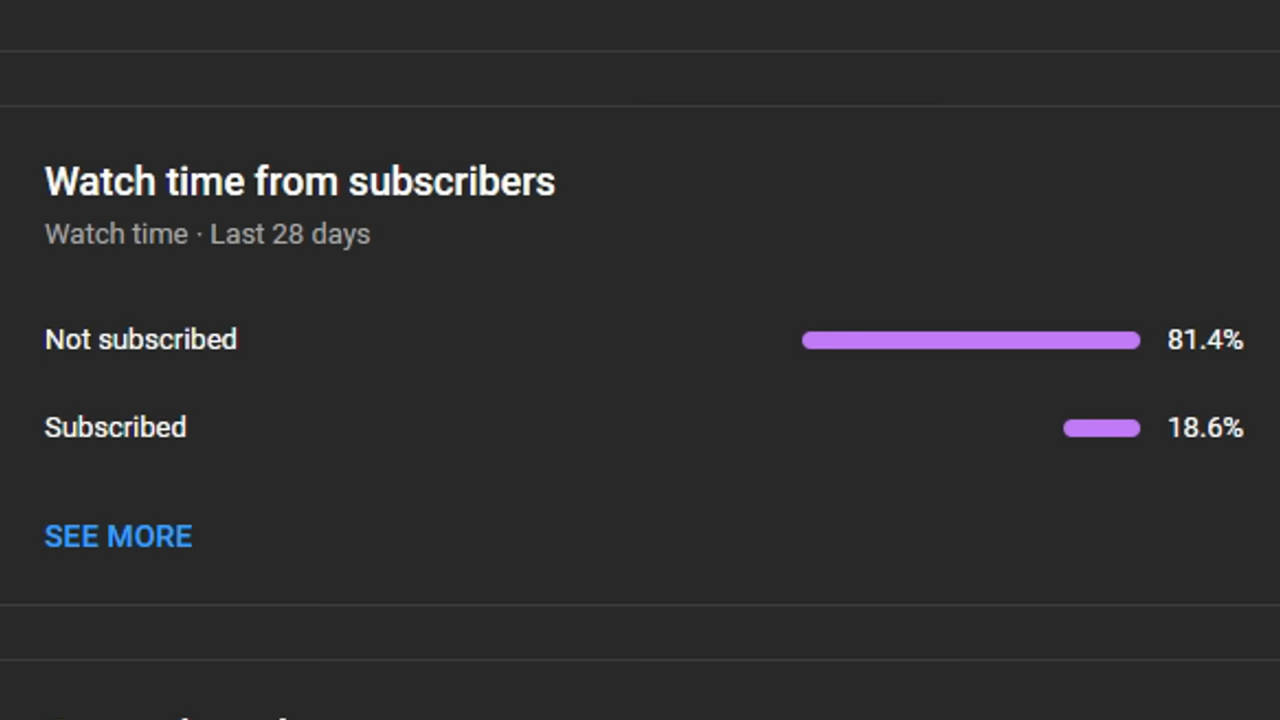 Watch time from subscribers
Watch time · Last 28 days
Not subscribed 81.4%
Subscribed 18.6%
SEE MORE